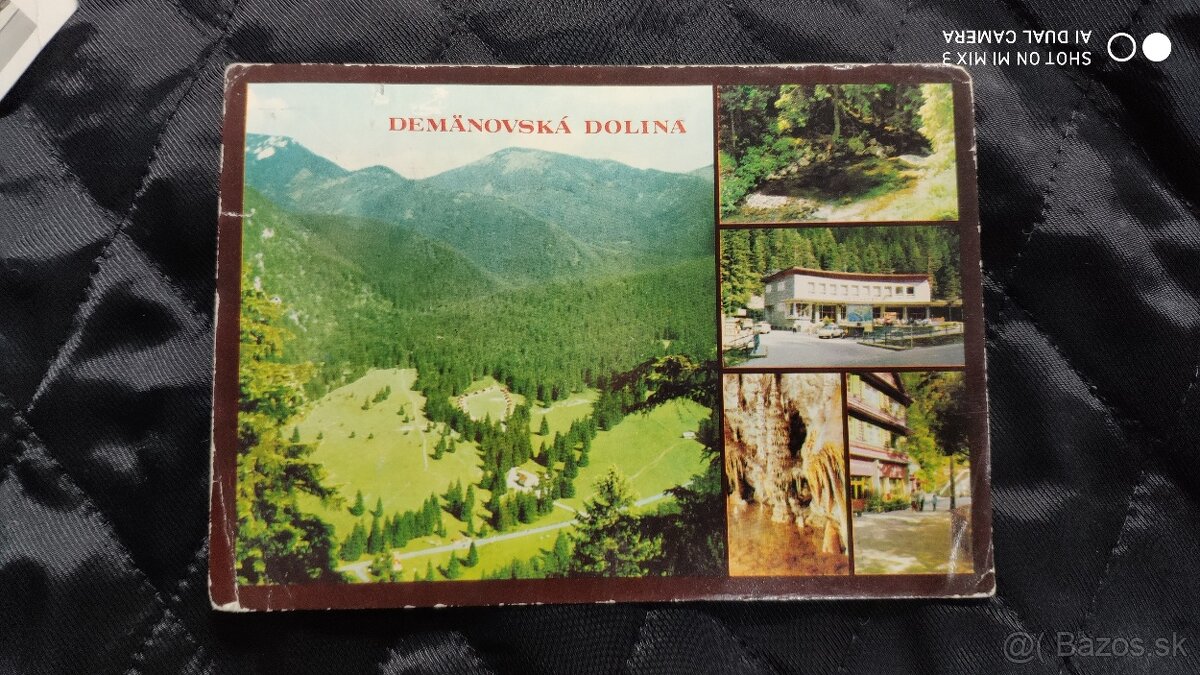 SHOT ON MI MIX 3
AI DUAL CAMERA
DEMÄNOVSKÁ DOLINA
@( Bazos.sk